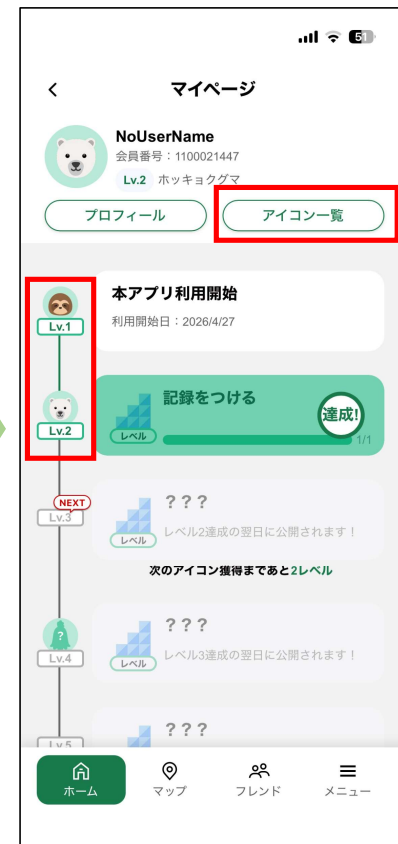 51
マイページ
NoUserName
会員番号：1100021447
Lv.2 ホッキョクグマ
プロフィール
アイコン一覧
本アプリ利用開始
Lv.1
利用開始日：2026/4/27
記録をつける
達成!
Lv.2
レベル
1/1
NEXT
？？？
Lv.3
レベル2達成の翌日に公開されます！
レベル
次のアイコン獲得まであと2レベル
？？？
?
Lv.4
レベル3達成の翌日に公開されます！
レベル
？？？
Lv.5
ホーム
マップ
フレンド
メニュー